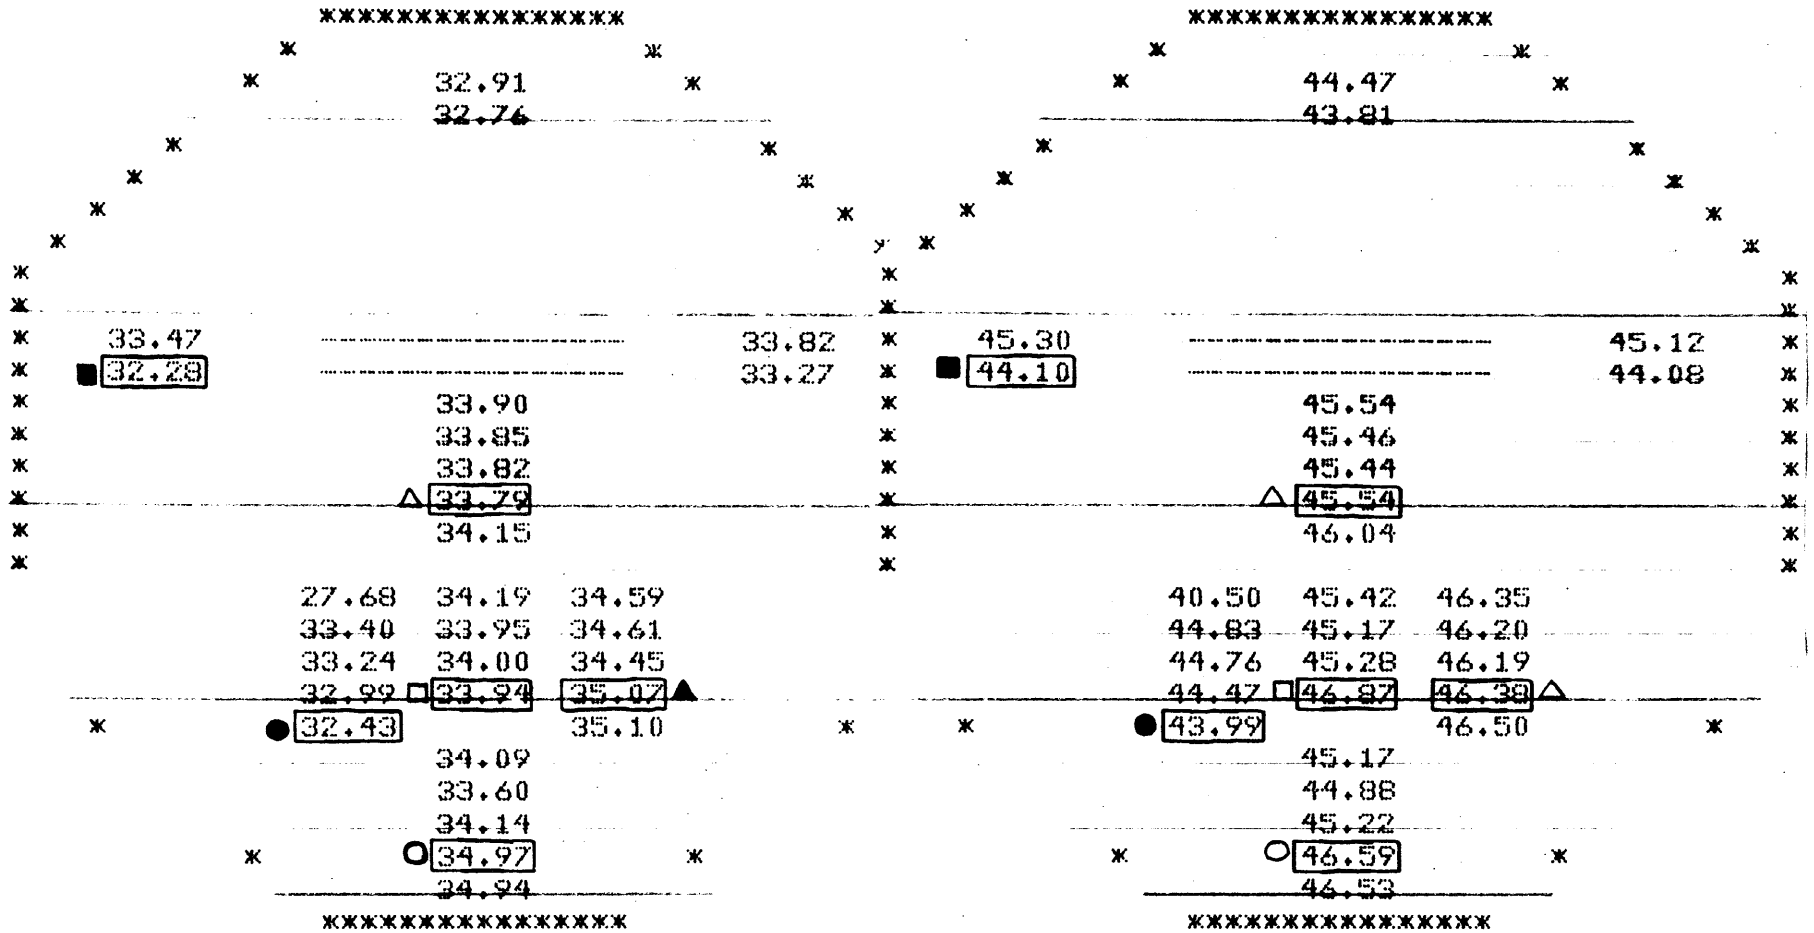 ****************  ****************
32.91  44.47
32.76  43.81
33.47  33.82  45.30  45.12
■ 32.28  33.27  ■ 44.10  44.08
33.90  45.54
33.85  45.46
33.82  45.44
△ 33.79  △ 45.54
34.15  46.04
27.68  34.19  34.59  40.50  45.42  46.35
33.40  33.95  34.61  44.83  45.17  46.20
33.24  34.00  34.45  44.76  45.28  46.19
32.99  □ 33.94  35.07 ▲  44.47  □ 46.87  46.38 △
● 32.43  35.10  ● 43.99  46.50
34.09  45.17
33.60  44.88
34.14  45.22
○ 34.97  ○ 46.59
34.94  46.53
****************  ****************